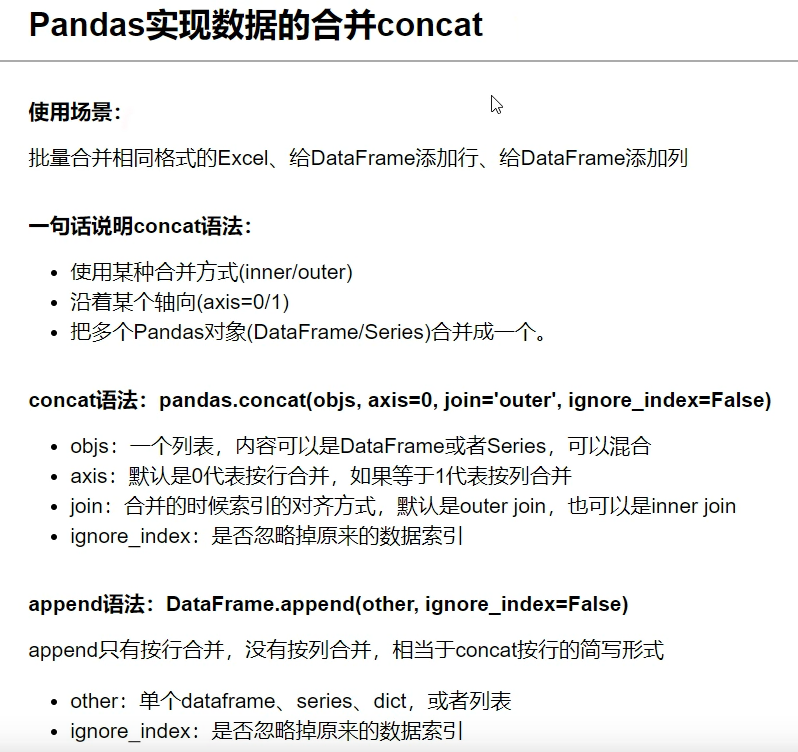 Pandas实现数据的合并concat
使用场景：
批量合并相同格式的Excel、给DataFrame添加行、给DataFrame添加列
一句话说明concat语法：
使用某种合并方式(inner/outer)
沿着某个轴向(axis=0/1)
把多个Pandas对象(DataFrame/Series)合并成一个。
concat语法：pandas.concat(objs, axis=0, join='outer', ignore_index=False)
objs：一个列表，内容可以是DataFrame或者Series，可以混合
axis：默认是0代表按行合并，如果等于1代表按列合并
join：合并的时候索引的对齐方式，默认是outer join，也可以是inner join
ignore_index：是否忽略掉原来的数据索引
append语法：DataFrame.append(other, ignore_index=False)
append只有按行合并，没有按列合并，相当于concat按行的简写形式
other：单个dataframe、series、dict，或者列表
ignore_index：是否忽略掉原来的数据索引